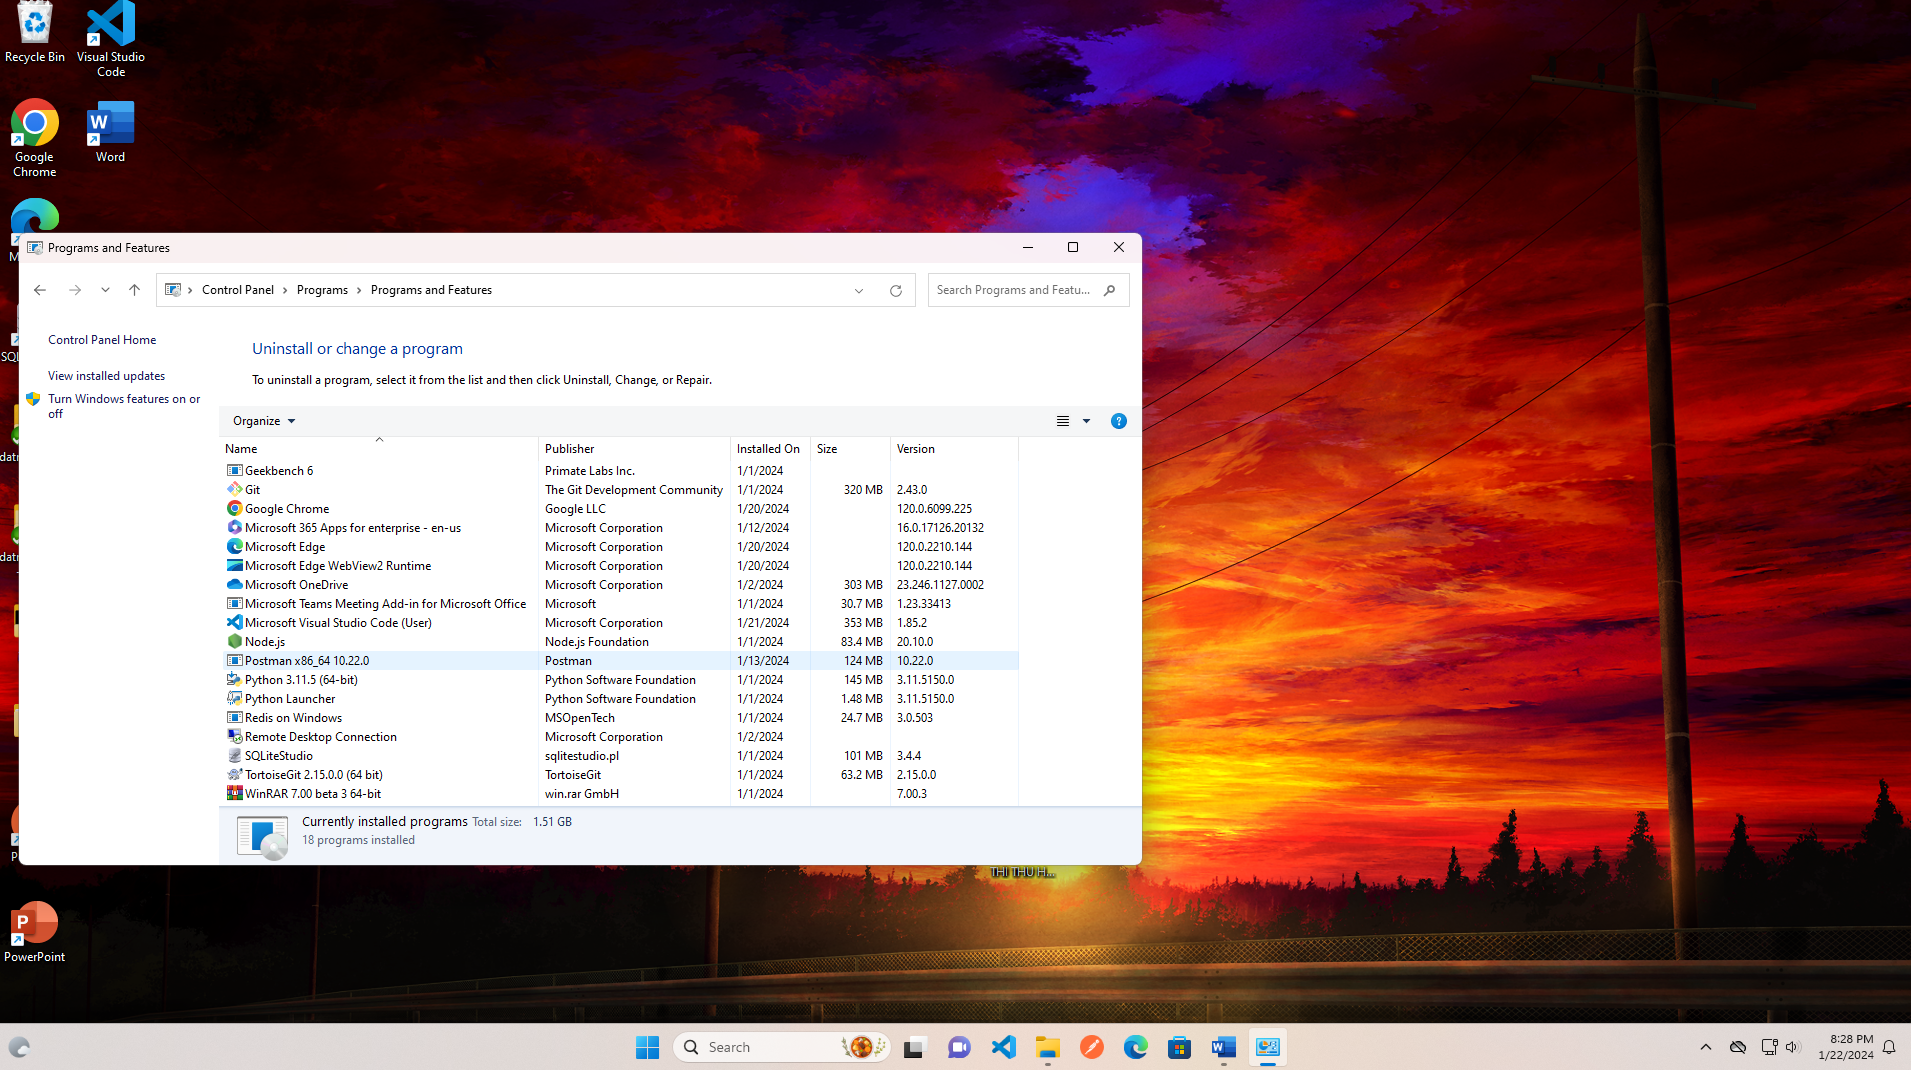 Recycle Bin
Visual Studio Code
Google Chrome
Word
Programs and Features
Control Panel
Programs
Programs and Features
Search Programs and Featu...
Control Panel Home
View installed updates
Turn Windows features on or off
Uninstall or change a program
To uninstall a program, select it from the list and then click Uninstall, Change, or Repair.
Organize
Name Publisher Installed On Size Version
Geekbench 6 Primate Labs Inc. 1/1/2024
Git The Git Development Community 1/1/2024 320 MB 2.43.0
Google Chrome Google LLC 1/20/2024 120.0.6099.225
Microsoft 365 Apps for enterprise - en-us Microsoft Corporation 1/12/2024 16.0.17126.20132
Microsoft Edge Microsoft Corporation 1/20/2024 120.0.2210.144
Microsoft Edge WebView2 Runtime Microsoft Corporation 1/20/2024 120.0.2210.144
Microsoft OneDrive Microsoft Corporation 1/2/2024 303 MB 23.246.1127.0002
Microsoft Teams Meeting Add-in for Microsoft Office Microsoft 1/1/2024 30.7 MB 1.23.33413
Microsoft Visual Studio Code (User) Microsoft Corporation 1/21/2024 353 MB 1.85.2
Node.js Node.js Foundation 1/1/2024 83.4 MB 20.10.0
Postman x86_64 10.22.0 Postman 1/13/2024 124 MB 10.22.0
Python 3.11.5 (64-bit) Python Software Foundation 1/1/2024 145 MB 3.11.5150.0
Python Launcher Python Software Foundation 1/1/2024 1.48 MB 3.11.5150.0
Redis on Windows MSOpenTech 1/1/2024 24.7 MB 3.0.503
Remote Desktop Connection Microsoft Corporation 1/2/2024
SQLiteStudio sqlitestudio.pl 1/1/2024 101 MB 3.4.4
TortoiseGit 2.15.0.0 (64 bit) TortoiseGit 1/1/2024 63.2 MB 2.15.0.0
WinRAR 7.00 beta 3 64-bit win.rar GmbH 1/1/2024 7.00.3
Currently installed programs Total size: 1.51 GB
18 programs installed
THI THU H...
PowerPoint
Search
8:28 PM
1/22/2024